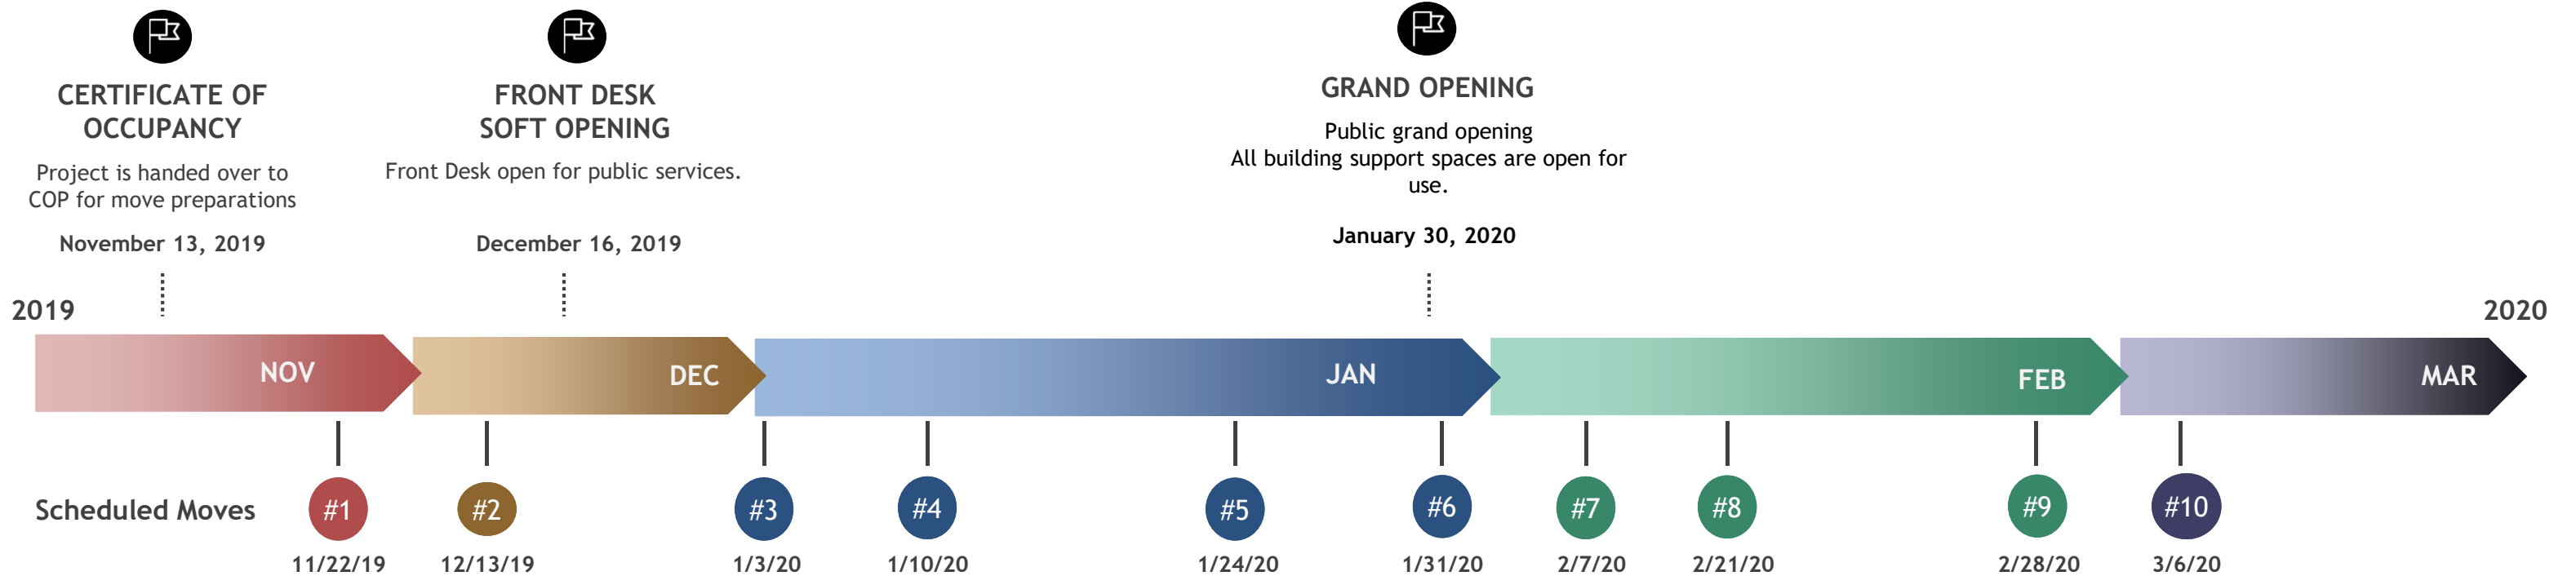 CERTIFICATE OF
OCCUPANCY
Project is handed over to
COP for move preparations
November 13, 2019
FRONT DESK
SOFT OPENING
Front Desk open for public services.
December 16, 2019
GRAND OPENING
Public grand opening
All building support spaces are open for
use.
January 30, 2020
2019
2020
NOV
DEC
JAN
FEB
MAR
Scheduled Moves
#1
#2
#3
#4
#5
#6
#7
#8
#9
#10
11/22/19
12/13/19
1/3/20
1/10/20
1/24/20
1/31/20
2/7/20
2/21/20
2/28/20
3/6/20